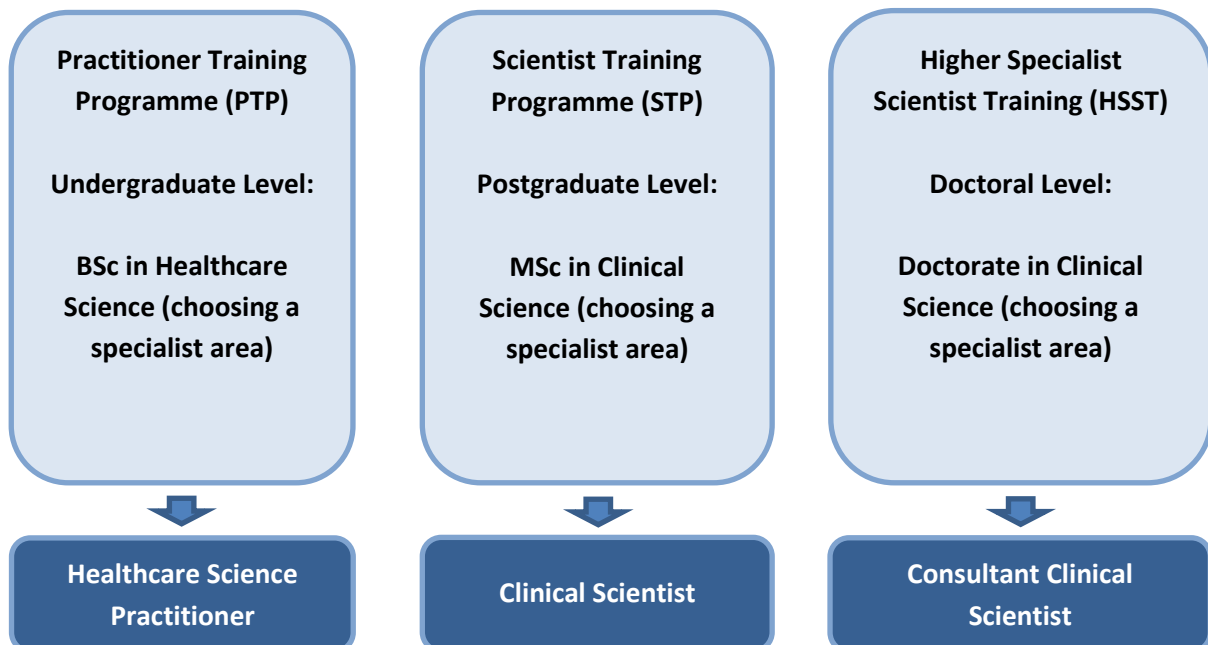 Practitioner Training
Programme (PTP)
Undergraduate Level:
BSc in Healthcare
Science (choosing a
specialist area)
Healthcare Science
Practitioner
Scientist Training
Programme (STP)
Postgraduate Level:
MSc in Clinical
Science (choosing a
specialist area)
Clinical Scientist
Higher Specialist
Scientist Training (HSST)
Doctoral Level:
Doctorate in Clinical
Science (choosing a
specialist area)
Consultant Clinical
Scientist